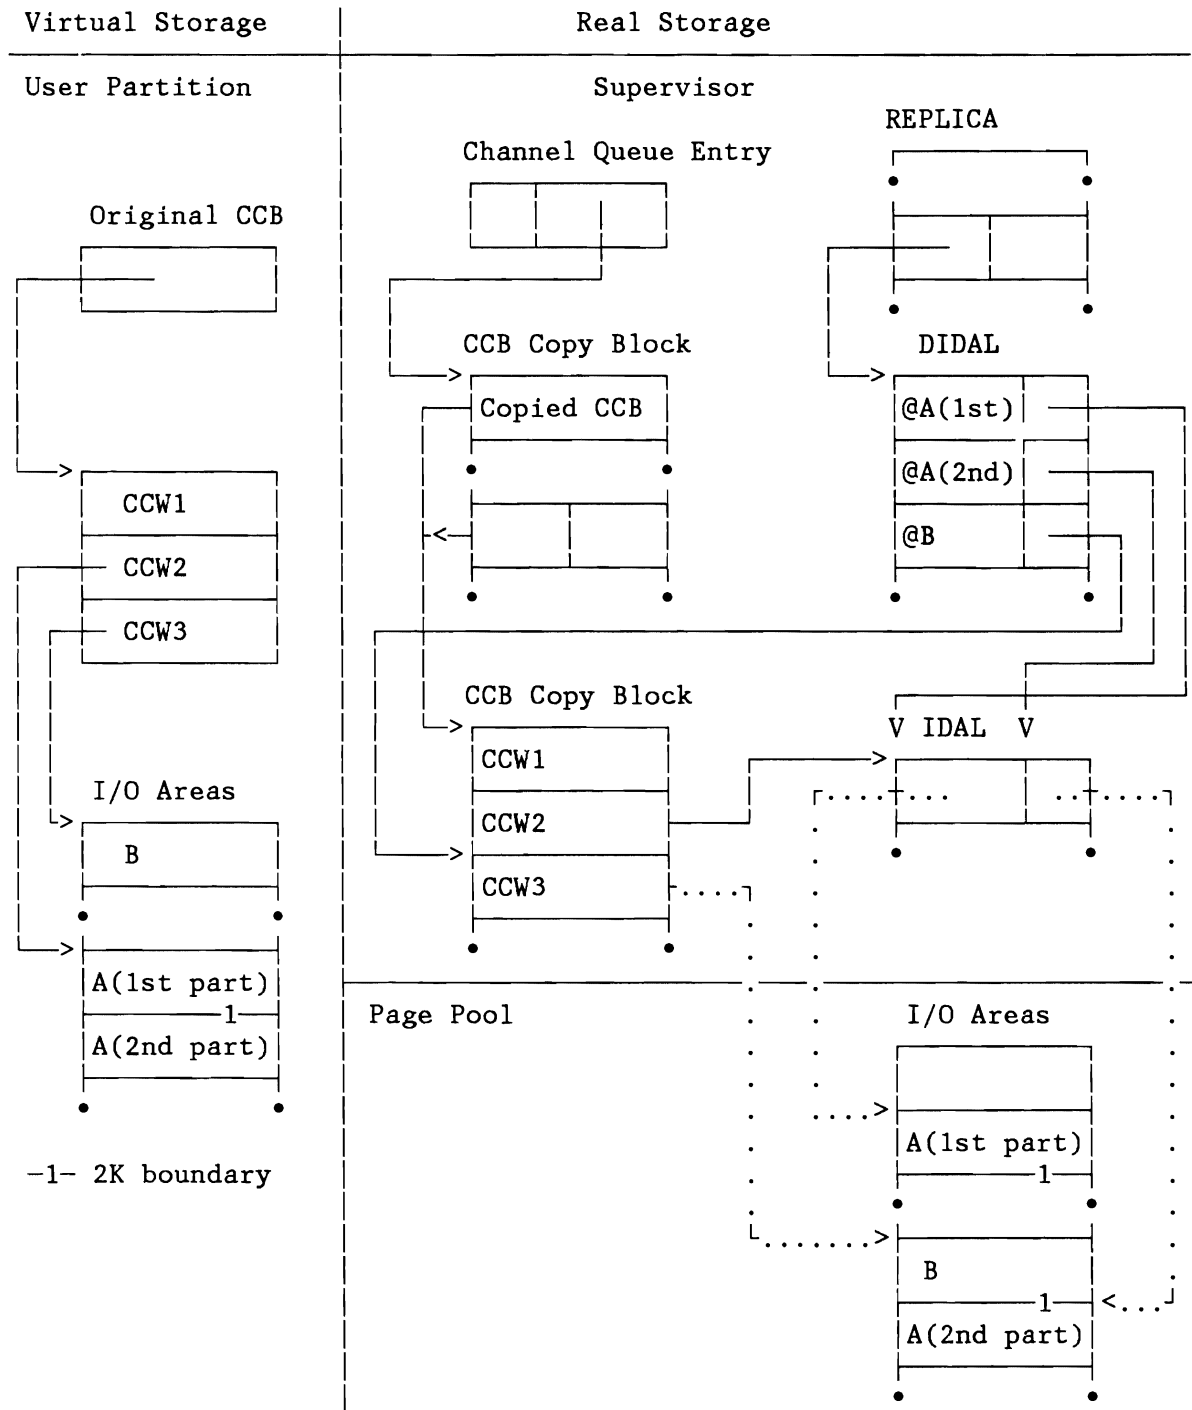 Virtual Storage
Real Storage
User Partition
Supervisor
REPLICA
Channel Queue Entry
Original CCB
CCB Copy Block
DIDAL
Copied CCB
@A(1st)
@A(2nd)
@B
CCW1
CCW2
CCW3
CCB Copy Block
V IDAL V
CCW1
CCW2
CCW3
I/O Areas
B
A(1st part)
1
A(2nd part)
-1- 2K boundary
Page Pool
I/O Areas
A(1st part)
1
B
1
A(2nd part)